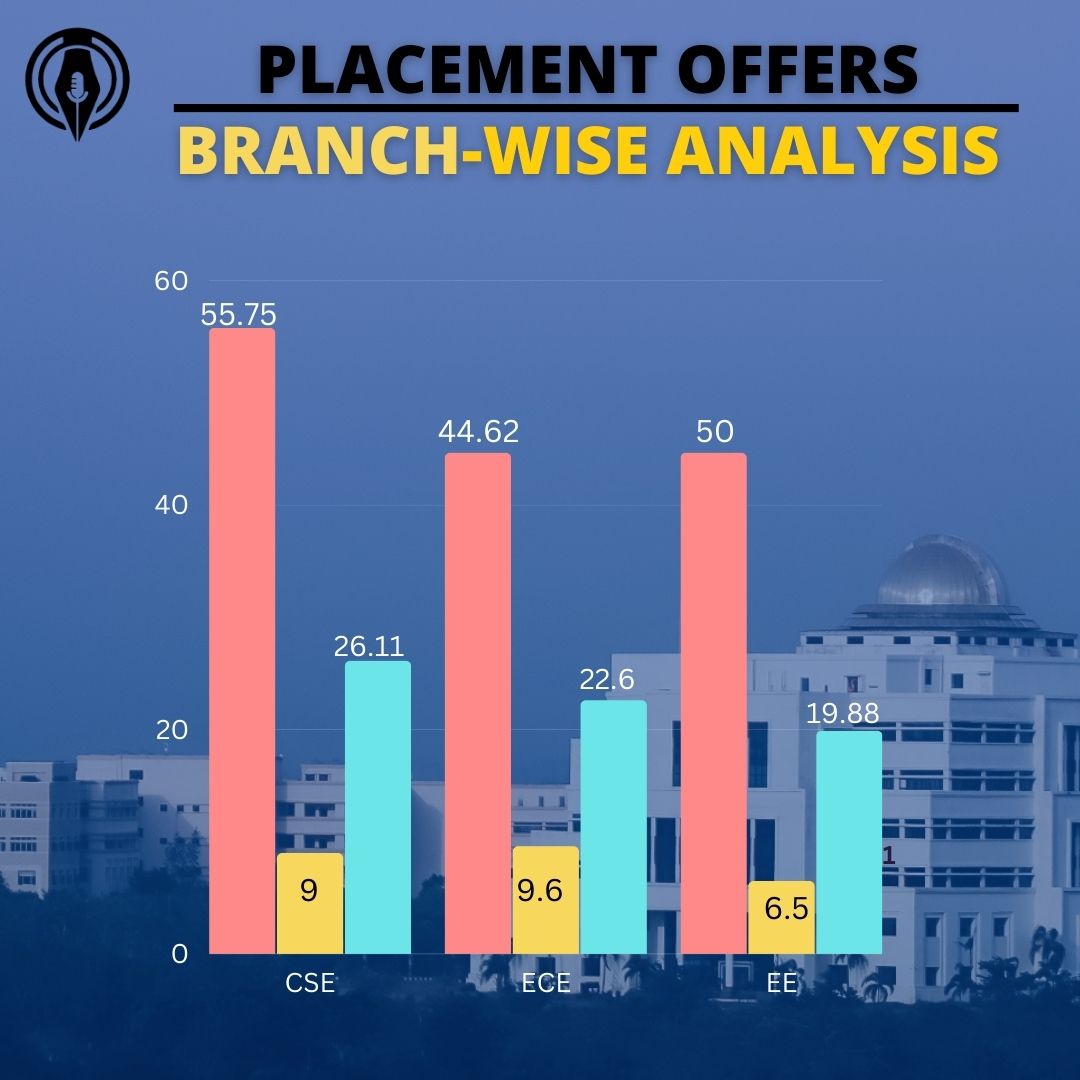 PLACEMENT OFFERS
BRANCH-WISE ANALYSIS
60
55.75
44.62
50
40
26.11
22.6
19.88
20
1
9
9.6
6.5
0
CSE
ECE
EE